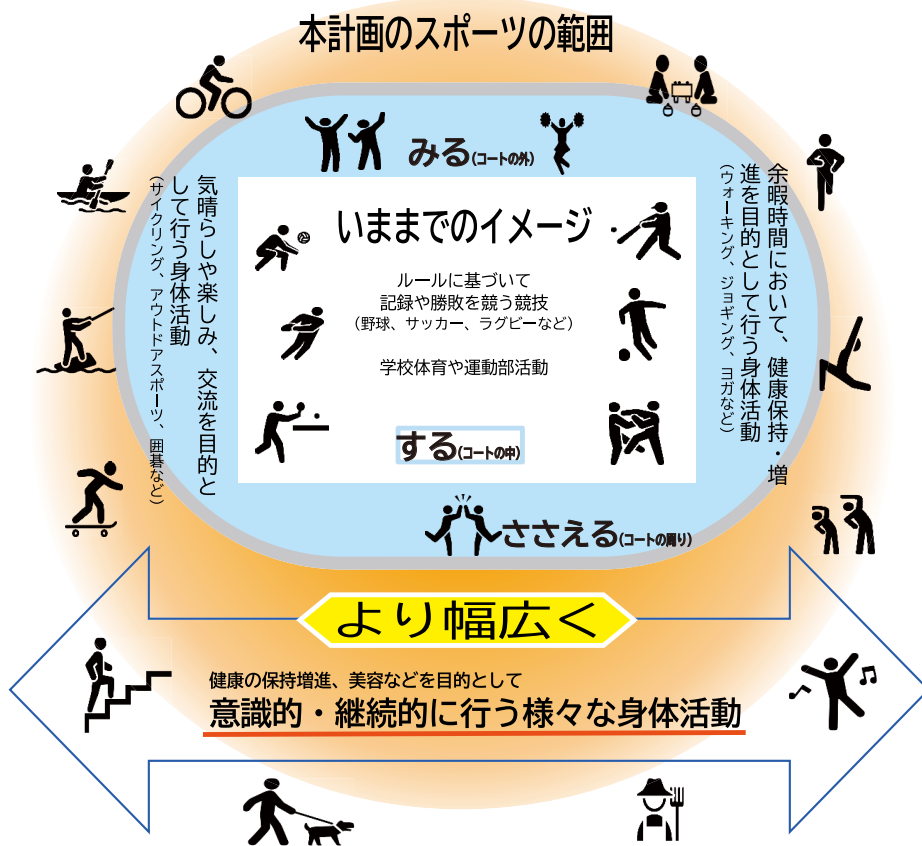 本計画のスポーツの範囲
みる(コートの外)
いままでのイメージ
ルールに基づいて
記録や勝敗を競う競技
(野球、サッカー、ラグビーなど)
学校体育や運動部活動
する(コートの中)
ささえる(コートの周り)
余暇時間において、健康保持・増
進を目的として行う身体活動
(ウォーキング、ジョギング、ヨガなど)
気晴らしや楽しみ、交流を目的と
して行う身体活動
(サイクリング、アウトドアスポーツ、囲碁など)
より幅広く
健康の保持増進、美容などを目的として
意識的・継続的に行う様々な身体活動